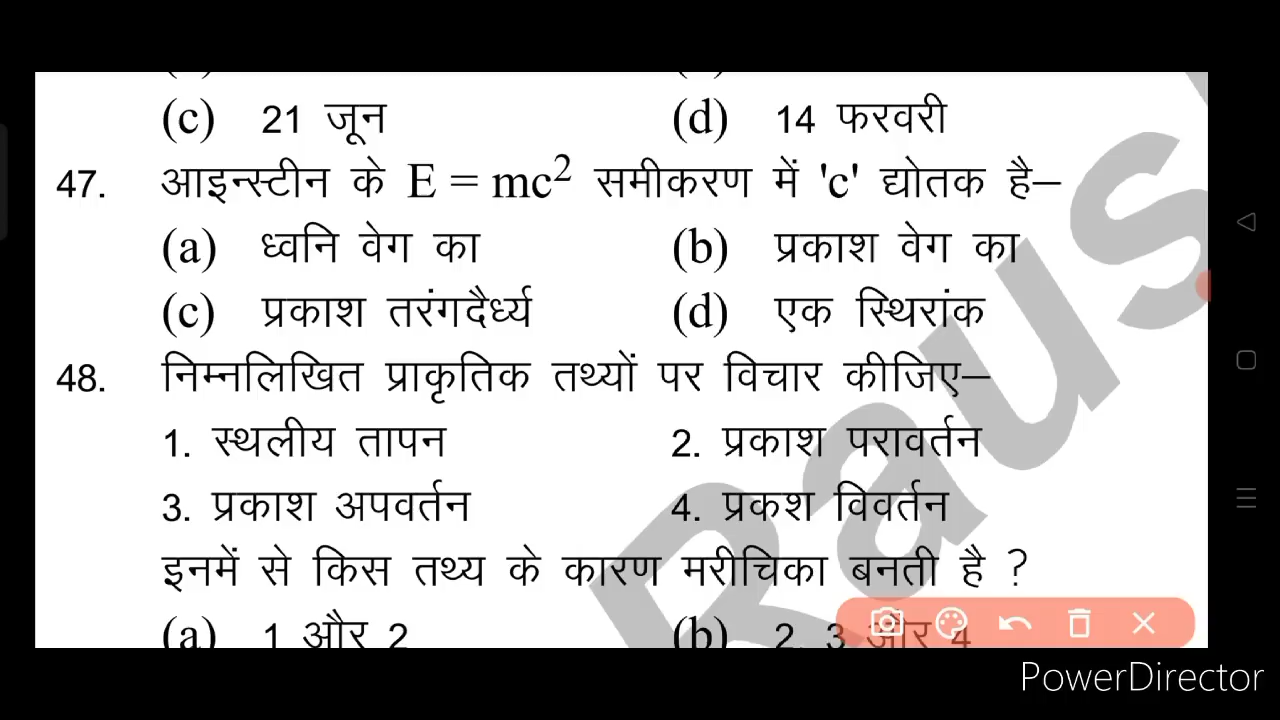 (c) 21 जून (d) 14 फरवरी
47. आइन्स्टीन के E = mc² समीकरण में 'c' द्योतक है–
(a) ध्वनि वेग का (b) प्रकाश वेग का
(c) प्रकाश तरंगदैर्ध्य (d) एक स्थिरांक
48. निम्नलिखित प्राकृतिक तथ्यों पर विचार कीजिए–
1. स्थलीय तापन 2. प्रकाश परावर्तन
3. प्रकाश अपवर्तन 4. प्रकश विवर्तन
इनमें से किस तथ्य के कारण मरीचिका बनती है ?
(a) 1 और 2 (b) 2, 3 और 4
Raus
PowerDirector